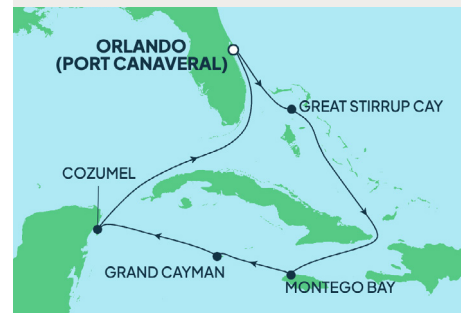 ORLANDO
(PORT CANAVERAL)
GREAT STIRRUP CAY
COZUMEL
GRAND CAYMAN
MONTEGO BAY